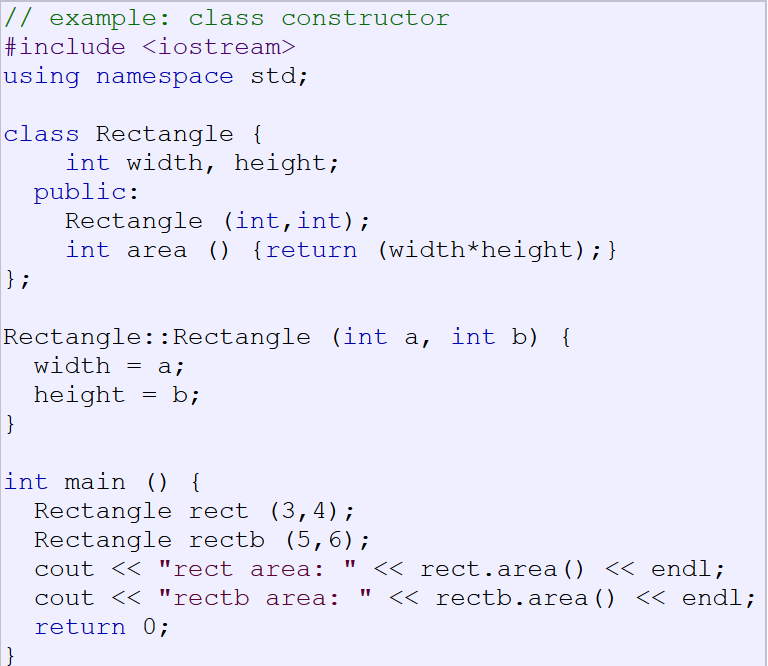 // example: class constructor
#include <iostream>
using namespace std;

class Rectangle {
    int width, height;
  public:
    Rectangle (int,int);
    int area () {return (width*height);}
};

Rectangle::Rectangle (int a, int b) {
  width = a;
  height = b;
}

int main () {
  Rectangle rect (3,4);
  Rectangle rectb (5,6);
  cout << "rect area: " << rect.area() << endl;
  cout << "rectb area: " << rectb.area() << endl;
  return 0;
}